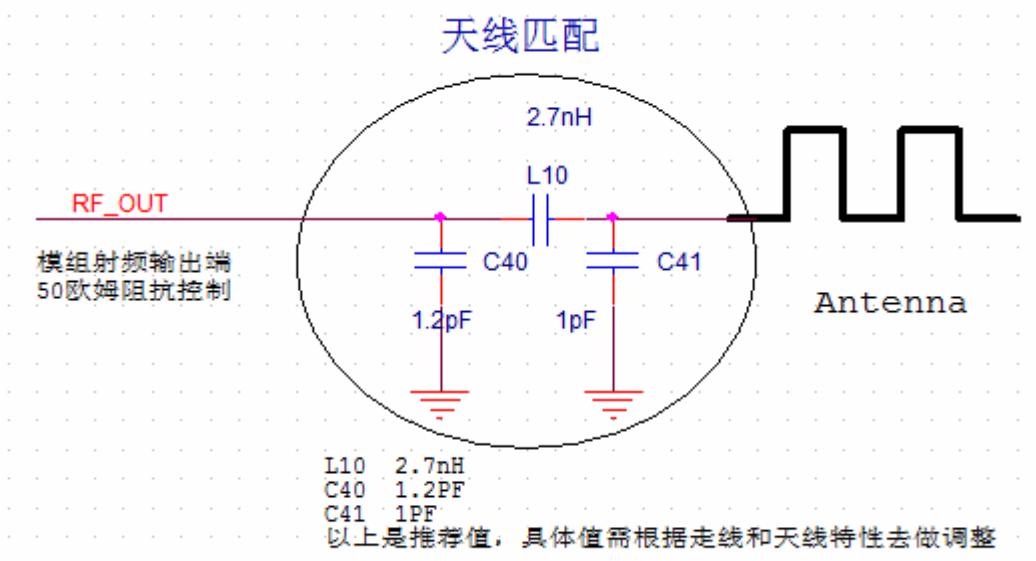 天线匹配
2.7nH
L10
RF_OUT
模组射频输出端
50欧姆阻抗控制
C40
C41
1.2pF
1pF
Antenna
L10 2.7nH
C40 1.2PF
C41 1PF
以上是推荐值，具体值需根据走线和天线特性去做调整